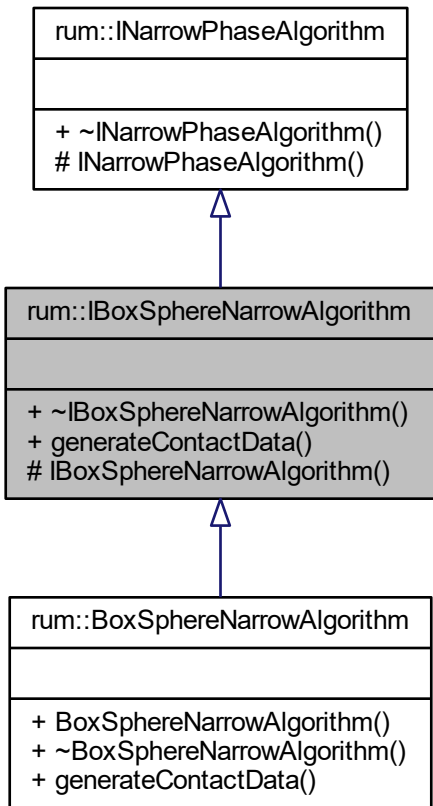 rum::INarrowPhaseAlgorithm
+ ~INarrowPhaseAlgorithm()
# INarrowPhaseAlgorithm()
rum::IBoxSphereNarrowAlgorithm
+ ~IBoxSphereNarrowAlgorithm()
+ generateContactData()
# IBoxSphereNarrowAlgorithm()
rum::BoxSphereNarrowAlgorithm
+ BoxSphereNarrowAlgorithm()
+ ~BoxSphereNarrowAlgorithm()
+ generateContactData()